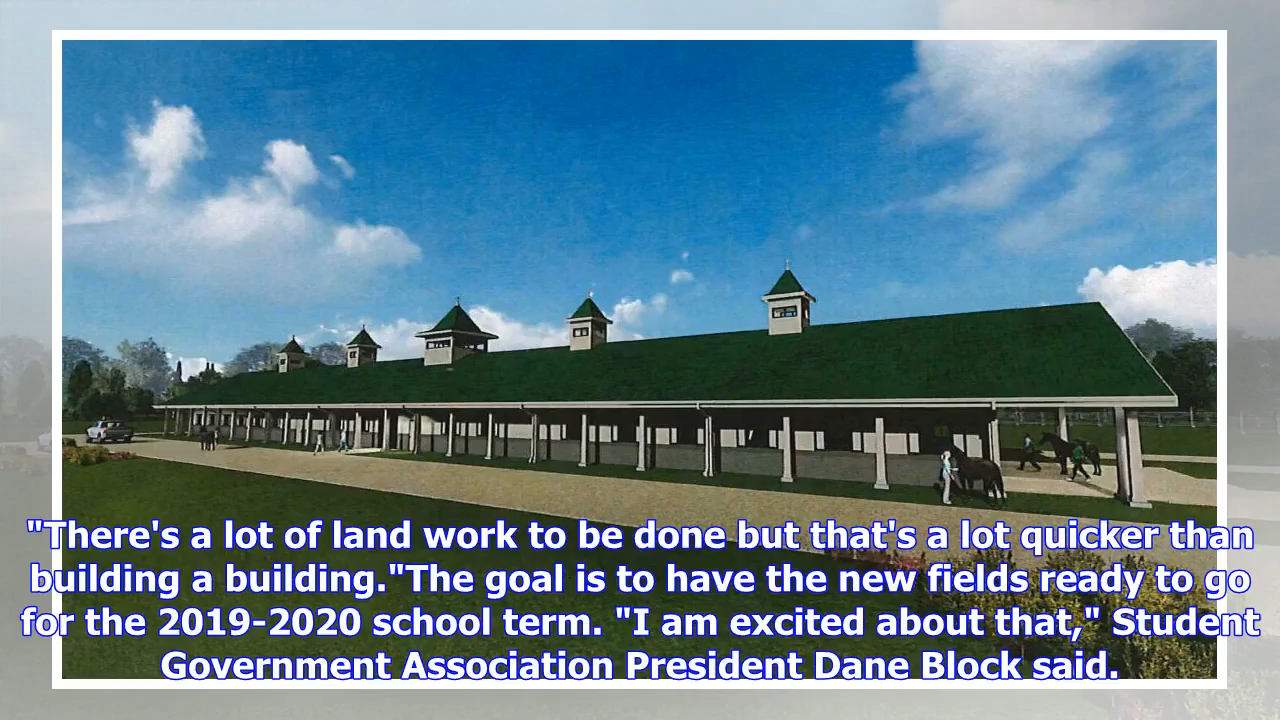 "There's a lot of land work to be done but that's a lot quicker than
building a building."The goal is to have the new fields ready to go
for the 2019-2020 school term. "I am excited about that," Student
Government Association President Dane Block said.